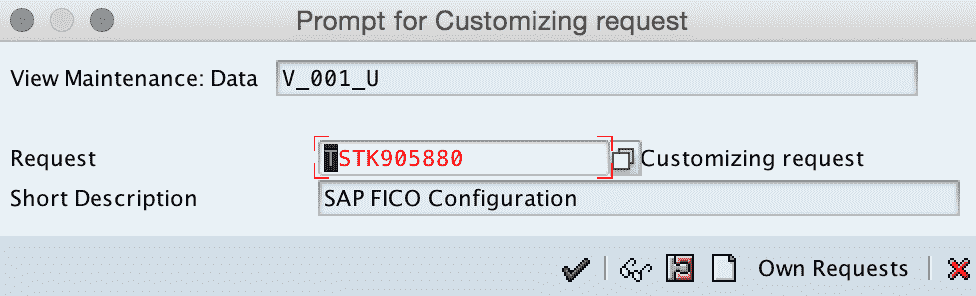 Prompt for Customizing request
View Maintenance: Data V_001_U
Request TSTK905880 Customizing request
Short Description SAP FICO Configuration
Own Requests